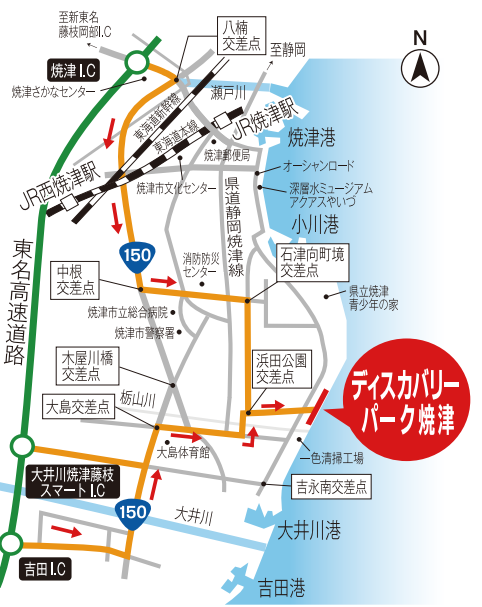 至新東名
藤枝岡部I.C
八楠
交差点
N
至静岡
焼津I.C
焼津さかなセンター
瀬戸川
東海道新幹線
東海道本線
JR焼津駅
焼津港
焼津郵便局
オーシャンロード
JR西焼津駅
焼津市文化センター
深層水ミュージアム
アクアスやいづ
県道静岡焼津線
小川港
東名高速道路
150
消防防災
センター
石津向町境
交差点
中根
交差点
県立焼津
青少年の家
焼津市立総合病院
焼津市警察署
木屋川橋
交差点
浜田公園
交差点
ディスカバリー
パーク焼津
栃山川
大島交差点
大島体育館
一色清掃工場
大井川焼津藤枝
スマートI.C
吉永南交差点
150
大井川
大井川港
吉田I.C
吉田港